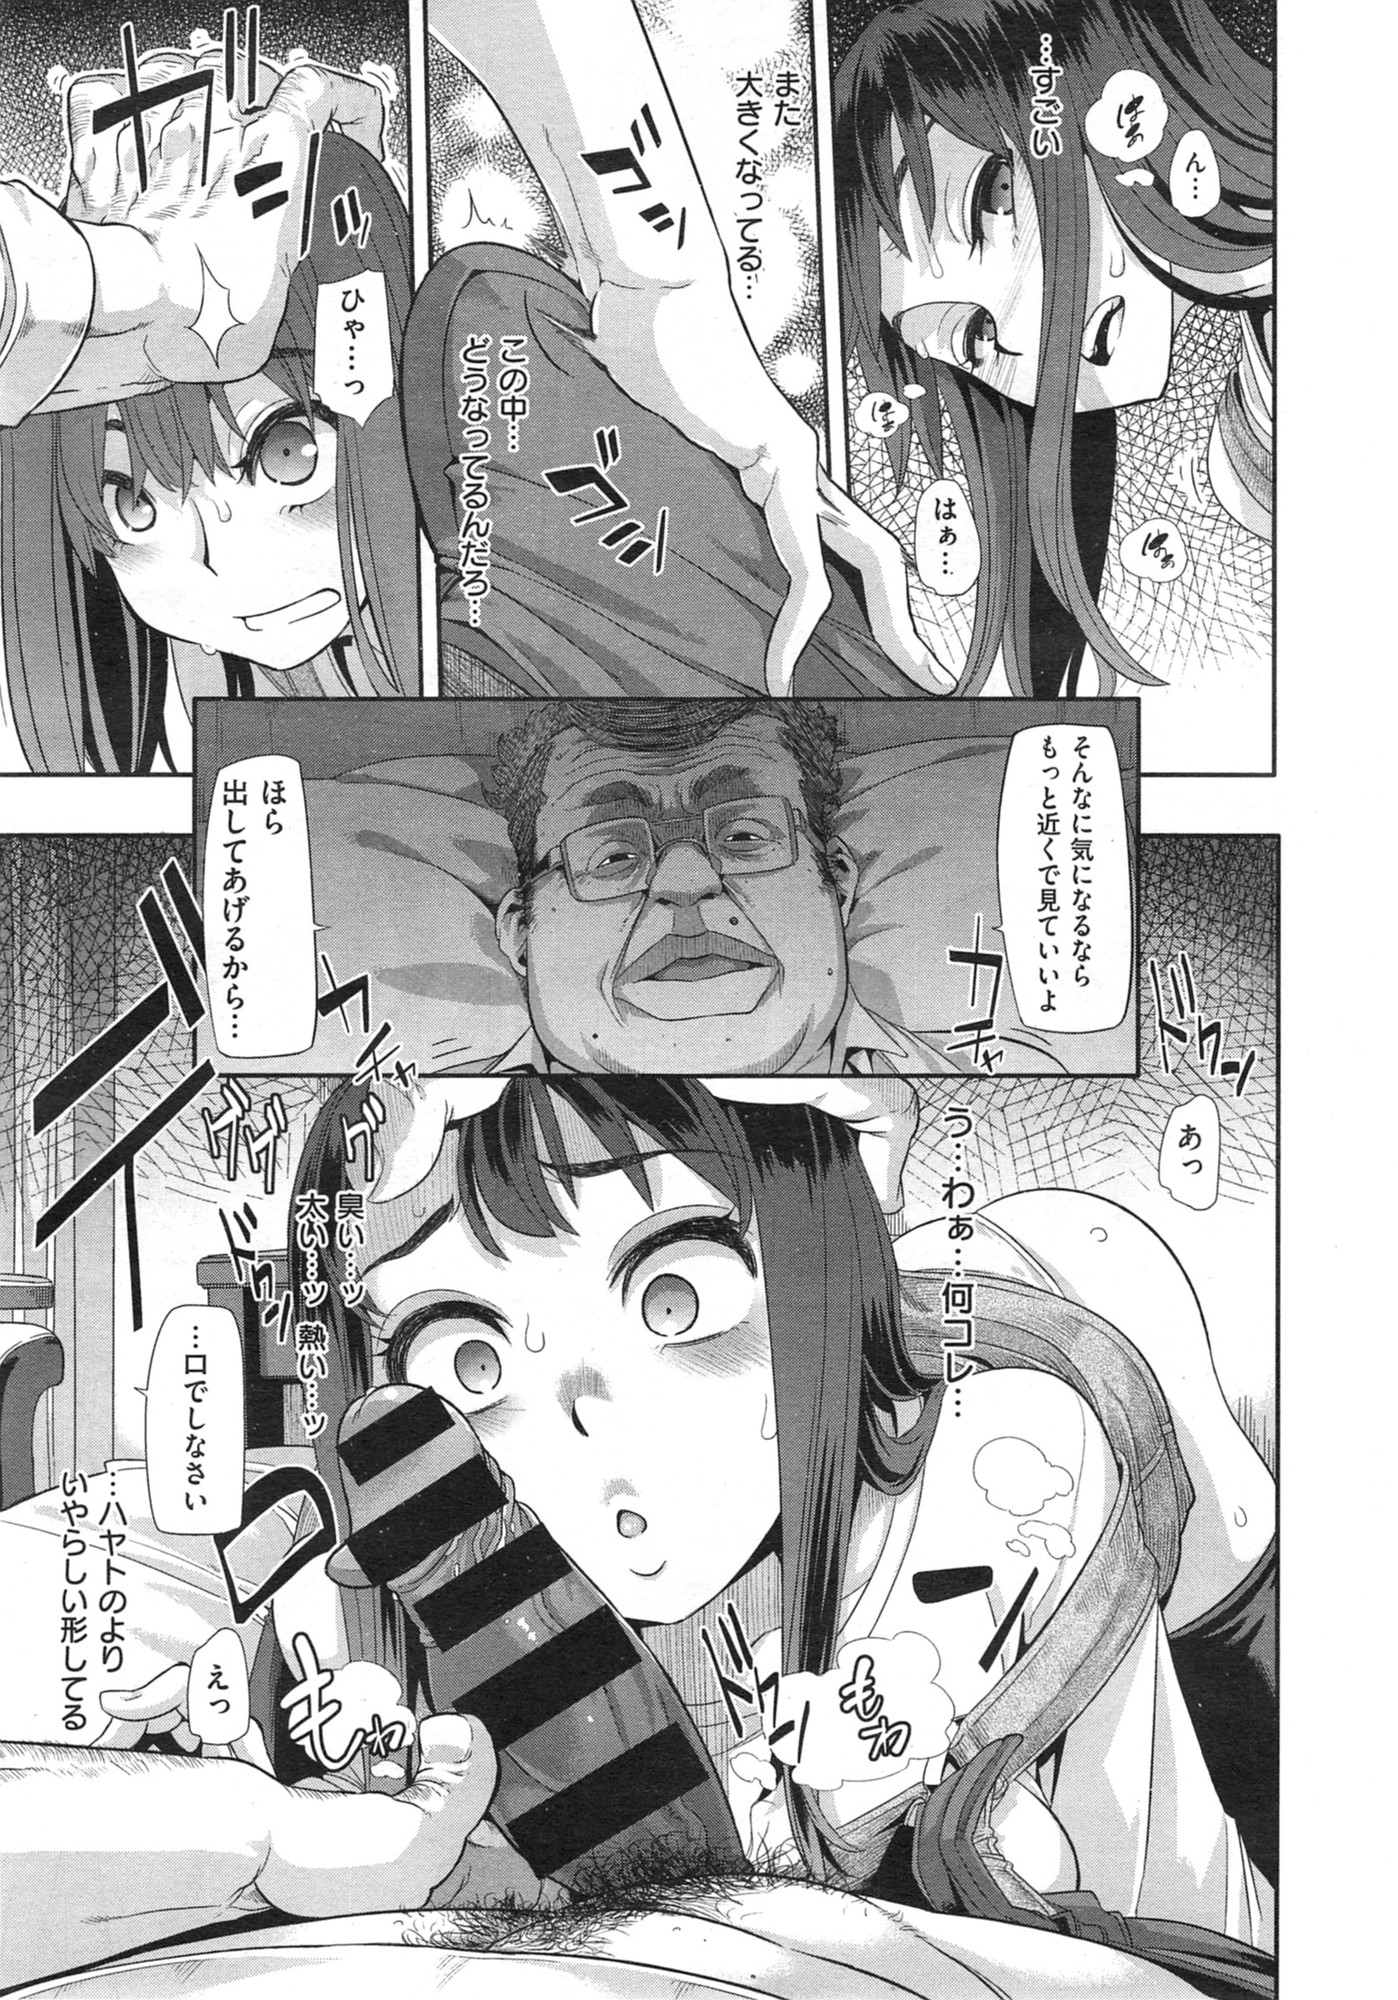 …すごい
はぁ
ん…
はぁ
はぁ…
はぁ
また
大きくなってる…
ズッ
ズグッ
この中…
どうなってるんだろ…
ガッ
ひゃ…っ
そんなに気になるなら
もっと近くで見ていいよ
ほら
出してあげるから…
カチャ
カチャ
ドクン
あっ
う…わぁ…何コレ…
臭い…ッ
太い…ッ
熱い…ッ
…口でしなさい
えっ
…ハヤトのより
いやらしい形してる
もわ
もわ